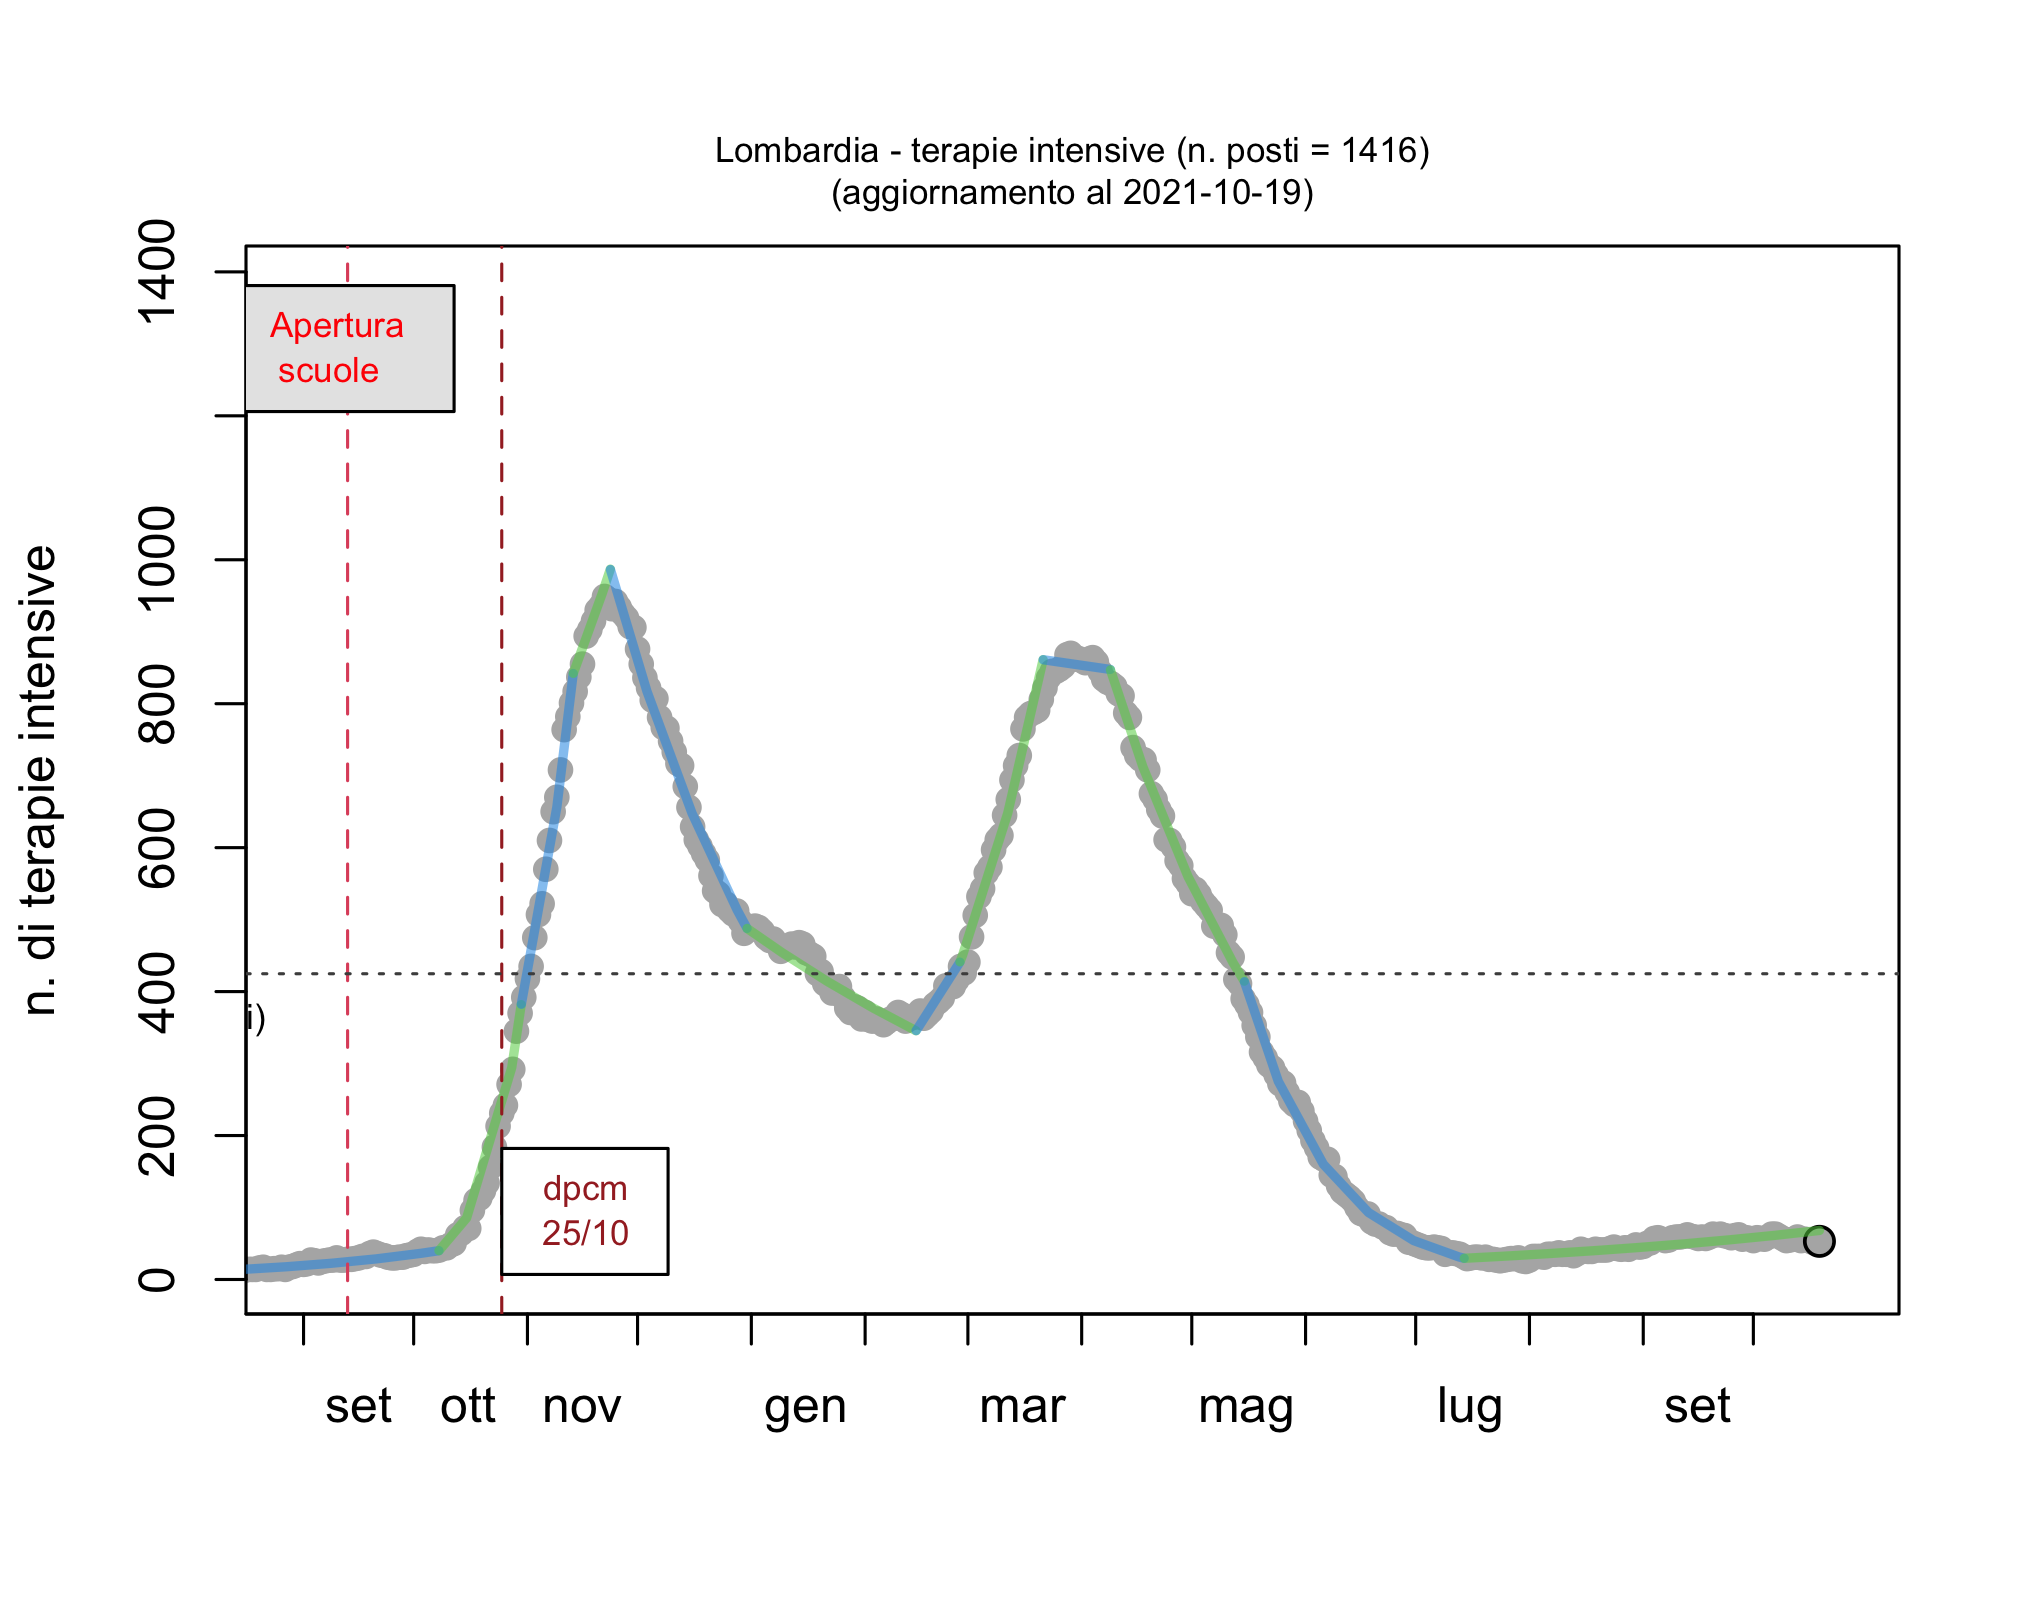 Lombardia - terapie intensive (n. posti = 1416)
(aggiornamento al 2021-10-19)
n. di terapie intensive
1400
1000
800
600
400
200
0
Apertura
scuole
i)
dpcm
25/10
set ott nov gen mar mag lug set